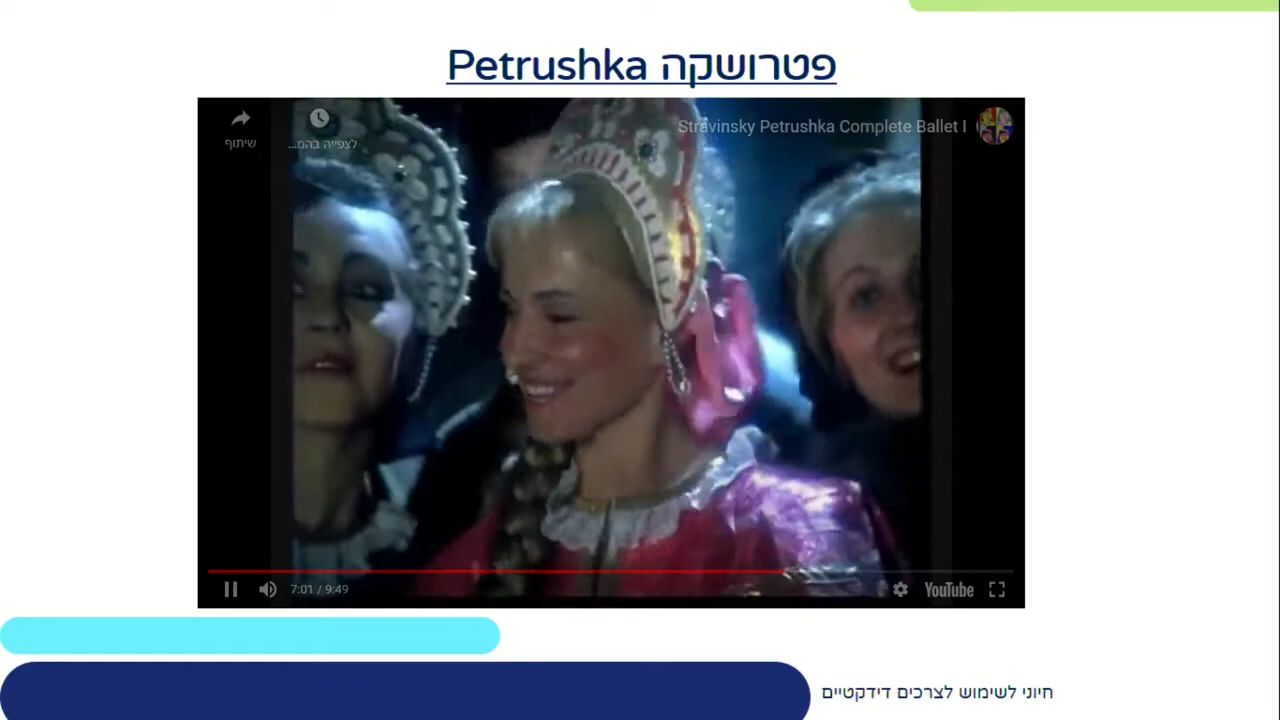 פטרושקה Petrushka
Stravinsky Petrushka Complete Ballet I
שיתוף
לצפייה בהמ...
7:01 / 9:49
YouTube
חיוני לשימוש לצרכים דידקטיים